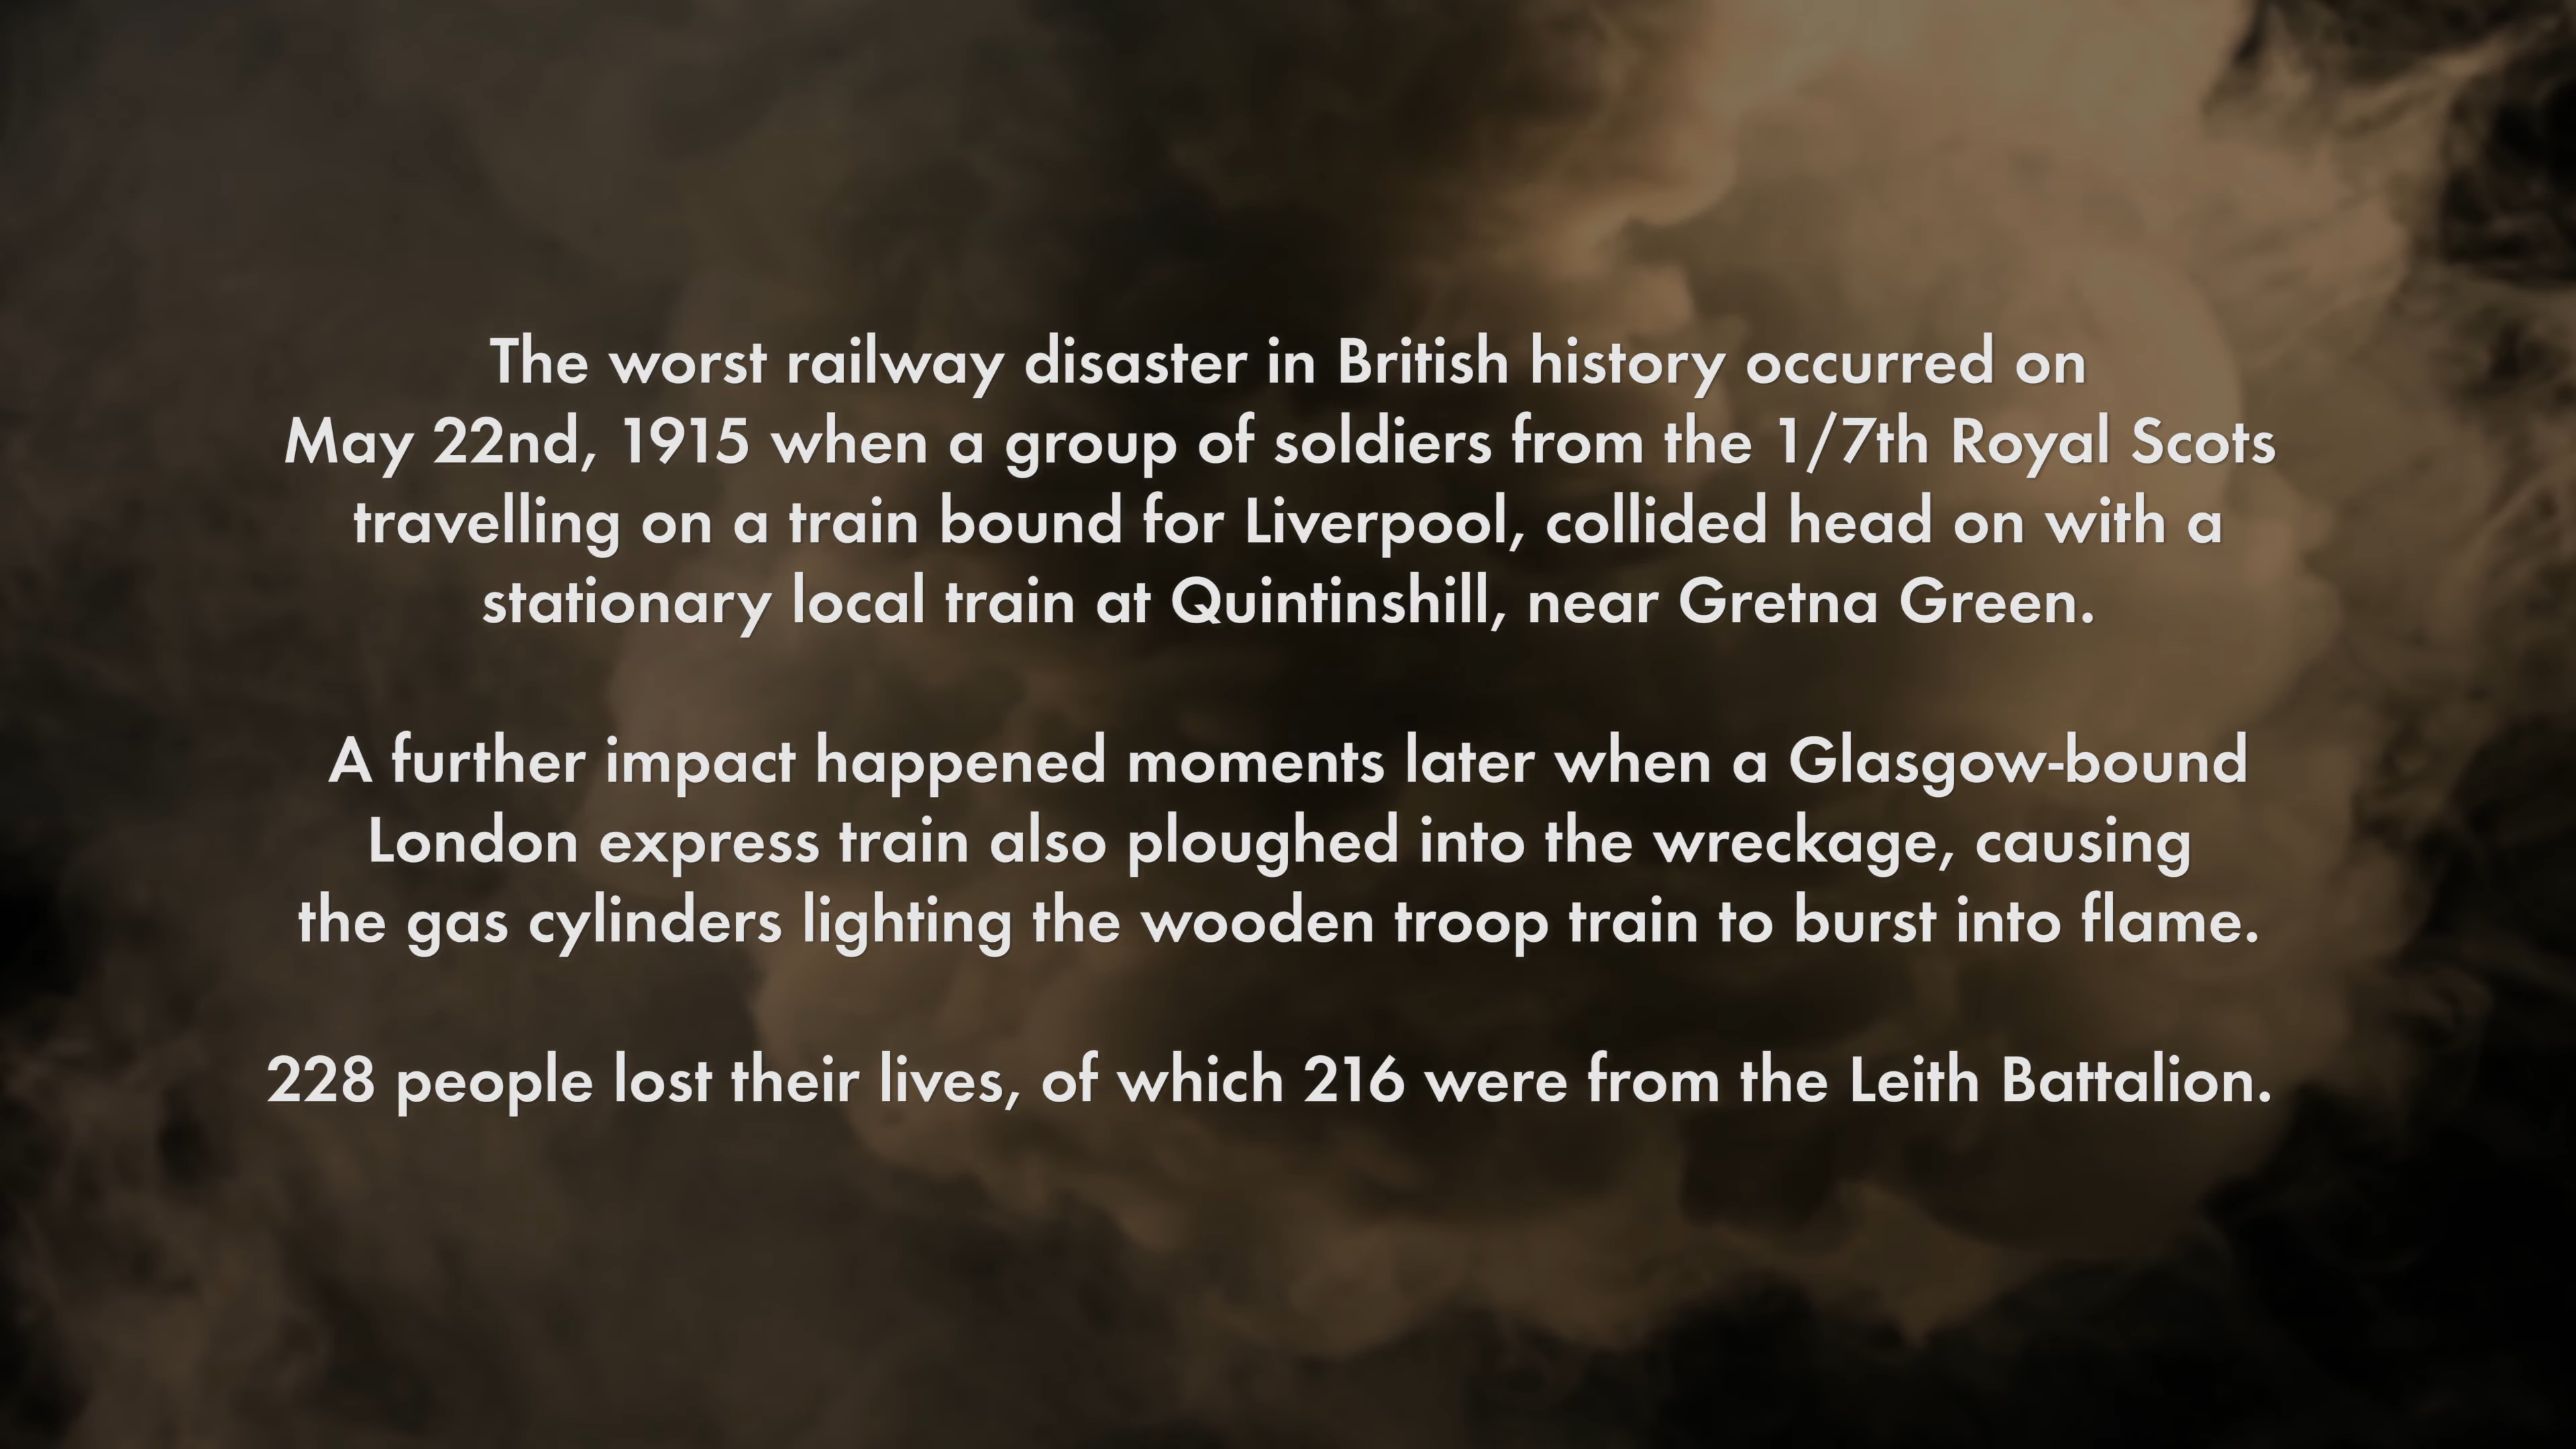 The worst railway disaster in British history occurred on
May 22nd, 1915 when a group of soldiers from the 1/7th Royal Scots
travelling on a train bound for Liverpool, collided head on with a
stationary local train at Quintinshill, near Gretna Green.
A further impact happened moments later when a Glasgow-bound
London express train also ploughed into the wreckage, causing
the gas cylinders lighting the wooden troop train to burst into flame.
228 people lost their lives, of which 216 were from the Leith Battalion.